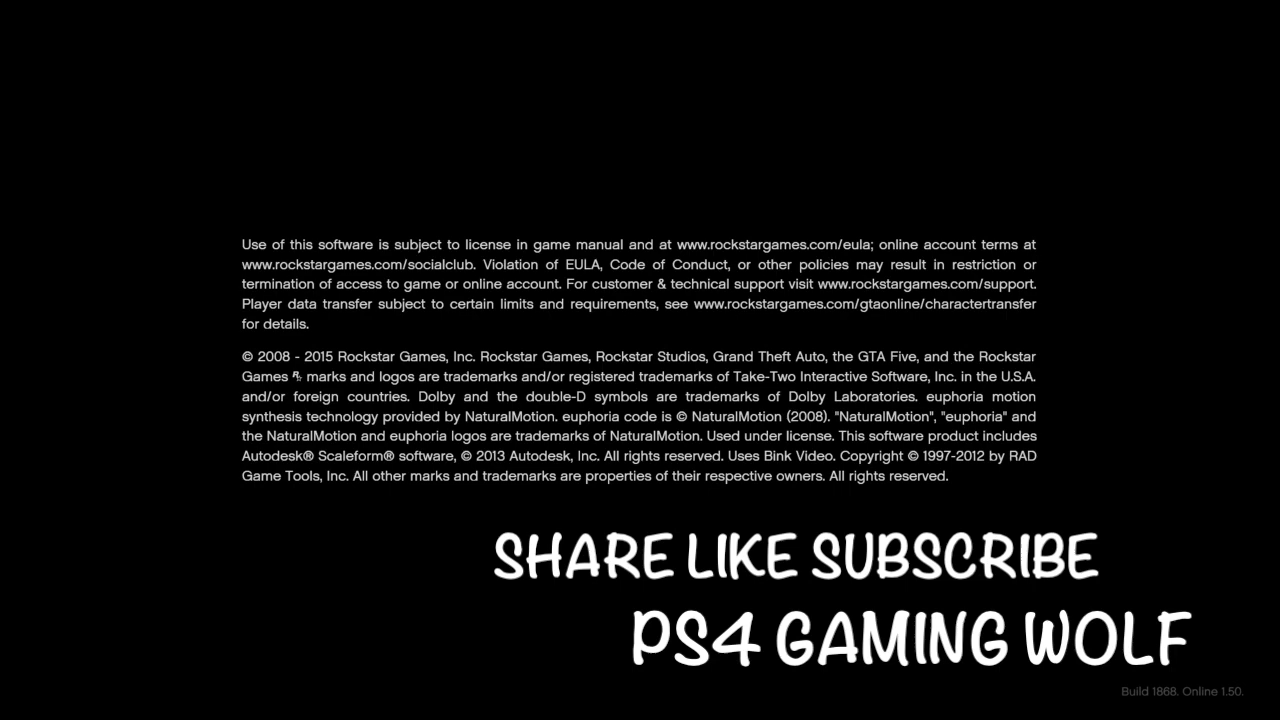 Use of this software is subject to license in game manual and at www.rockstargames.com/eula; online account terms at
www.rockstargames.com/socialclub. Violation of EULA, Code of Conduct, or other policies may result in restriction or
termination of access to game or online account. For customer & technical support visit www.rockstargames.com/support.
Player data transfer subject to certain limits and requirements, see www.rockstargames.com/gtaonline/charactertransfer
for details.
© 2008 - 2015 Rockstar Games, Inc. Rockstar Games, Rockstar Studios, Grand Theft Auto, the GTA Five, and the Rockstar
Games R* marks and logos are trademarks and/or registered trademarks of Take-Two Interactive Software, Inc. in the U.S.A.
and/or foreign countries. Dolby and the double-D symbols are trademarks of Dolby Laboratories. euphoria motion
synthesis technology provided by NaturalMotion. euphoria code is © NaturalMotion (2008). "NaturalMotion", "euphoria" and
the NaturalMotion and euphoria logos are trademarks of NaturalMotion. Used under license. This software product includes
Autodesk® Scaleform® software, © 2013 Autodesk, Inc. All rights reserved. Uses Bink Video. Copyright © 1997-2012 by RAD
Game Tools, Inc. All other marks and trademarks are properties of their respective owners. All rights reserved.
SHARE LIKE SUBSCRIBE
PS4 GAMING WOLF
Build 1868. Online 1.50.